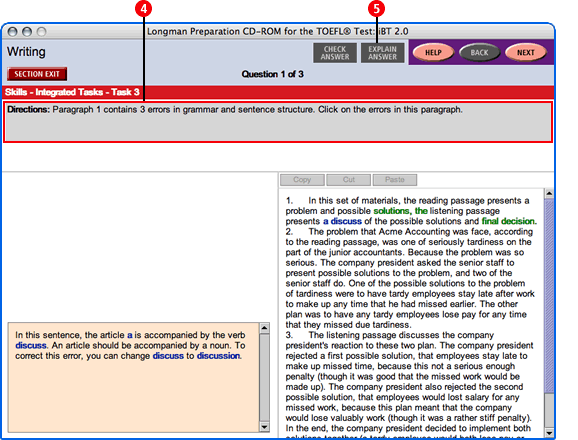 4
5
Longman Preparation CD-ROM for the TOEFL® Test: iBT 2.0
Writing
CHECK ANSWER
EXPLAIN ANSWER
HELP
BACK
NEXT
SECTION EXIT
Question 1 of 3
Skills - Integrated Tasks - Task 3
Directions: Paragraph 1 contains 3 errors in grammar and sentence structure. Click on the errors in this paragraph.
In this sentence, the article a is accompanied by the verb
discuss. An article should be accompanied by a noun. To
correct this error, you can change discuss to discussion.
Copy
Cut
Paste
1. In this set of materials, the reading passage presents a
problem and possible solutions, the listening passage
presents a discuss of the possible solutions and final decision.
2. The problem that Acme Accounting was face, according
to the reading passage, was one of seriously tardiness on the
part of the junior accountants. Because the problem was so
serious. The company president asked the senior staff to
present possible solutions to the problem, and two of the
senior staff do. One of the possible solutions to the problem
of tardiness were to have tardy employees stay late after work
to make up any time that he had missed earlier. The other
plan was to have any tardy employees lose pay for any time
that they missed due tardiness.
3. The listening passage discusses the company
president's reaction to these two plan. The company president
rejected a first possible solution, that employees stay late to
make up missed time, because this not a serious enough
penalty (though it was good that the missed work would be
made up). The company president also rejected the second
possible solution, that employees would lost salary for any
missed work, because this plan meant that the company
would lose valuably work (though it was a rather stiff penalty).
In the end, the company president decided to implement both
solutions together (a tardy employee would both lose pay or